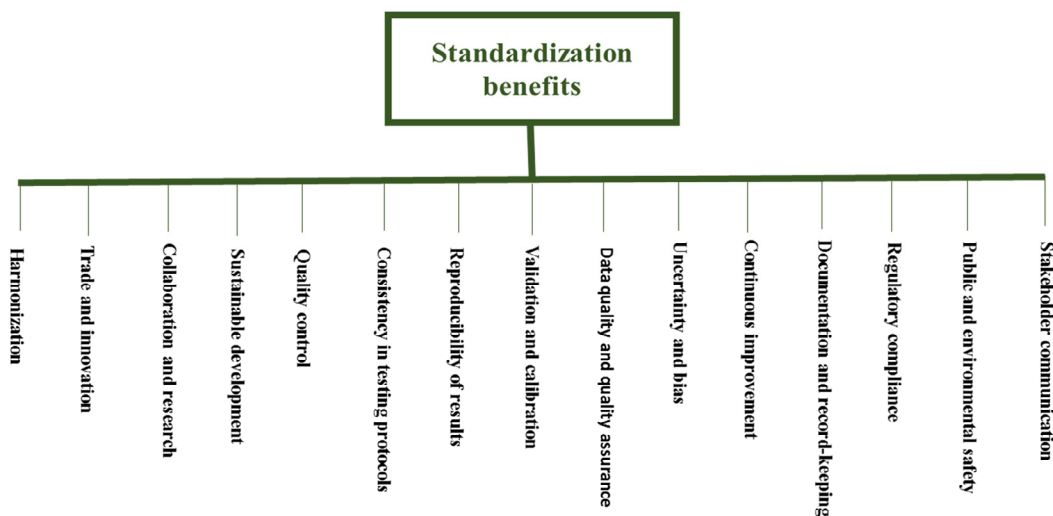 Standardization
benefits
Harmonization
Trade and innovation
Collaboration and research
Sustainable development
Quality control
Consistency in testing protocols
Reproducibility of results
Validation and calibration
Data quality and quality assurance
Uncertainty and bias
Continuous improvement
Documentation and record-keeping
Regulatory compliance
Public and environmental safety
Stakeholder communication